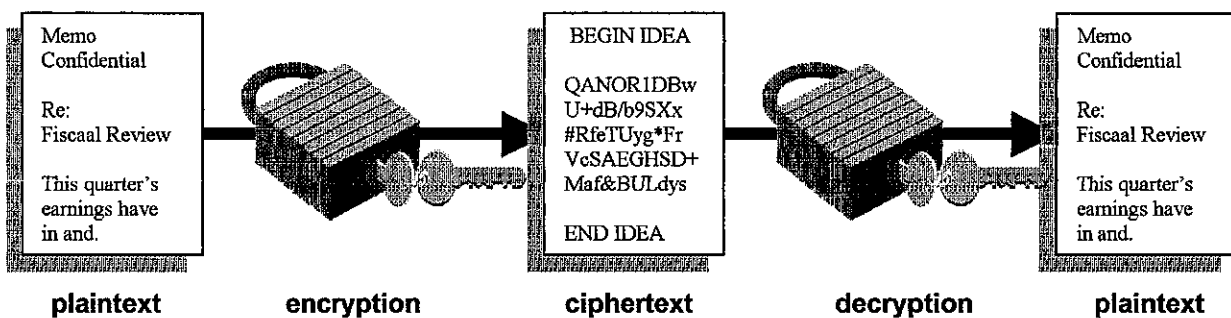 Memo
Confidential
Re:
Fiscaal Review
This quarter's
earnings have
in and.
BEGIN IDEA
QANOR1DBw
U+dB/b9SXx
#RfeTUyg*Fr
VcSAEGHSD+
Maf&BULdys
END IDEA
Memo
Confidential
Re:
Fiscaal Review
This quarter's
earnings have
in and.
plaintext
encryption
ciphertext
decryption
plaintext